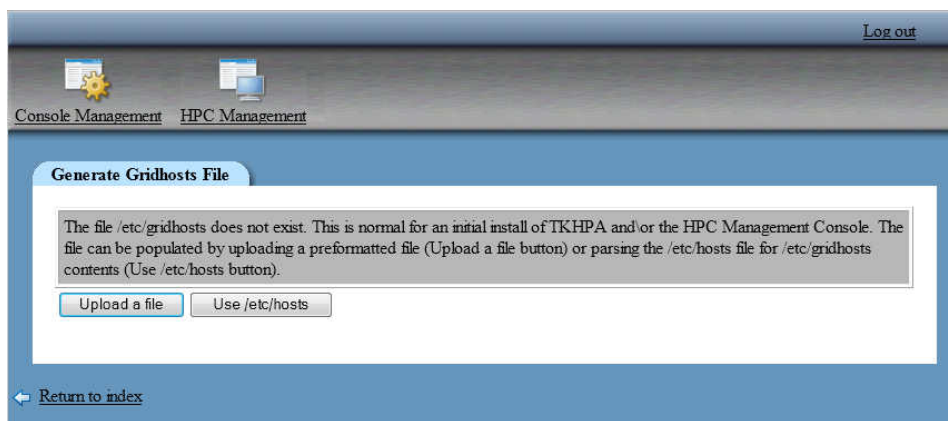 Log out
Console Management HPC Management
Generate Gridhosts File
The file /etc/gridhosts does not exist. This is normal for an initial install of TKHPA and\or the HPC Management Console. The
file can be populated by uploading a preformatted file (Upload a file button) or parsing the /etc/hosts file for /etc/gridhosts
contents (Use /etc/hosts button).
Upload a file Use /etc/hosts
Return to index